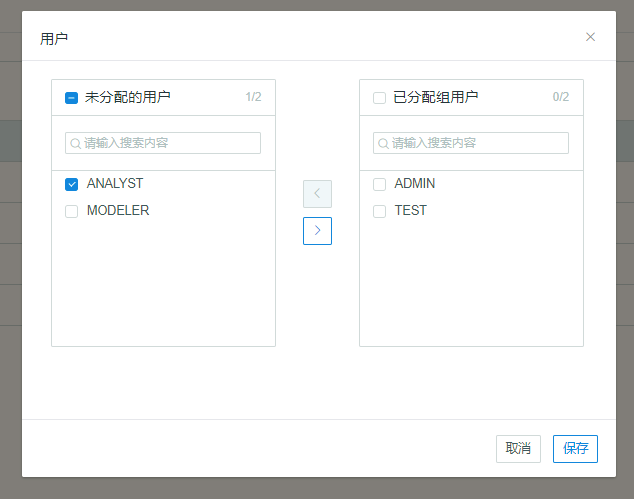 用户
未分配的用户 1/2
请输入搜索内容
ANALYST
MODELER
已分配组用户 0/2
请输入搜索内容
ADMIN
TEST
取消 保存